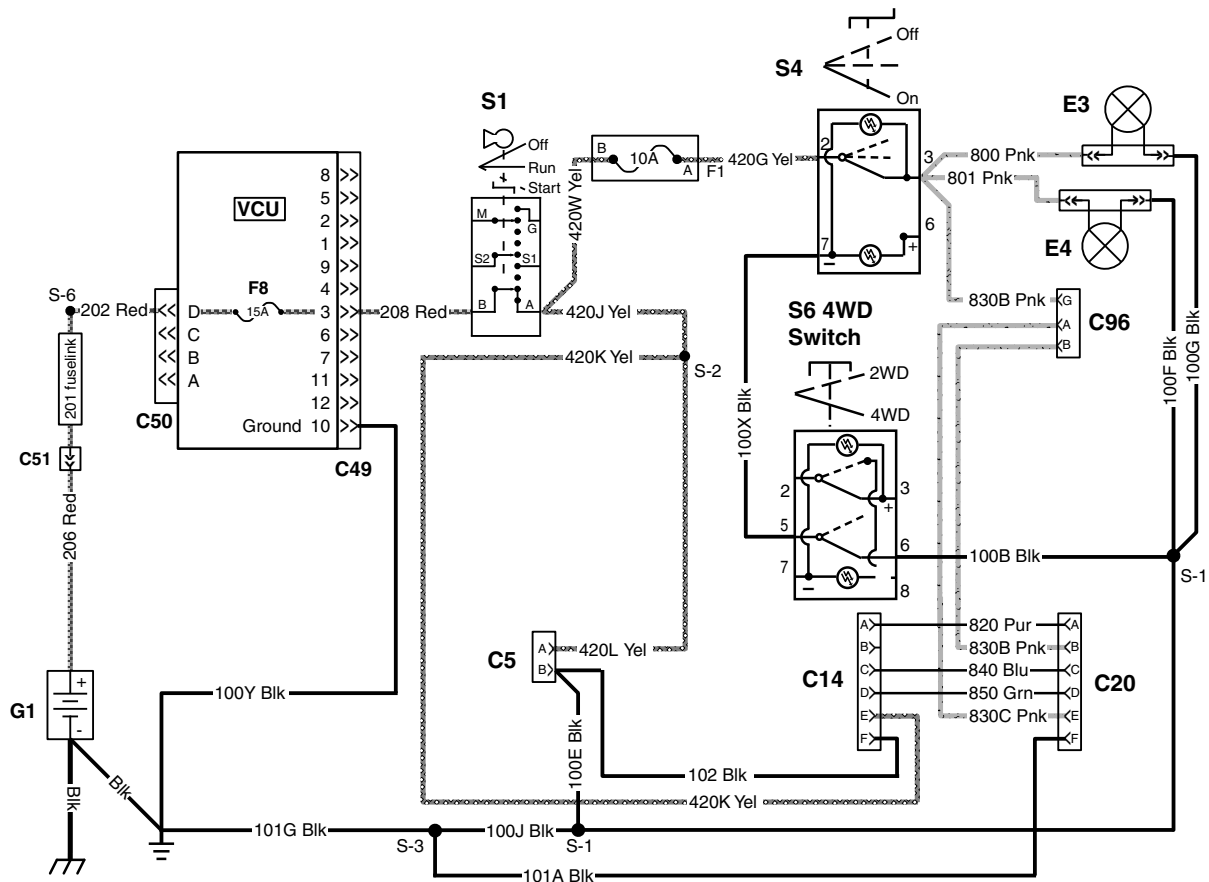 S4
Off
On
S1
Off
Run
Start
M
G
S2
S1
B
A
B
10A
A
F1
420W Yel
420G Yel
2
3
6
7
+
–
800 Pnk
801 Pnk
E3
E4
830B Pnk
G
A
B
C96
100F Blk
100G Blk
VCU
8
5
2
1
9
4
3
6
7
11
12
Ground 10
F8
15A
D
C
B
A
C50
C49
S-6
202 Red
201 fuselink
C51
206 Red
208 Red
420J Yel
420K Yel
S-2
100X Blk
S6 4WD
Switch
2WD
4WD
2
3
+
5
6
7
–
8
100B Blk
S-1
C5
A
B
420L Yel
100E Blk
C14
A
B
C
D
E
F
820 Pur
830B Pnk
840 Blu
850 Grn
830C Pnk
A
B
C
D
E
F
C20
102 Blk
420K Yel
G1
+
-
100Y Blk
Blk
Blk
101G Blk
S-3
100J Blk
S-1
101A Blk